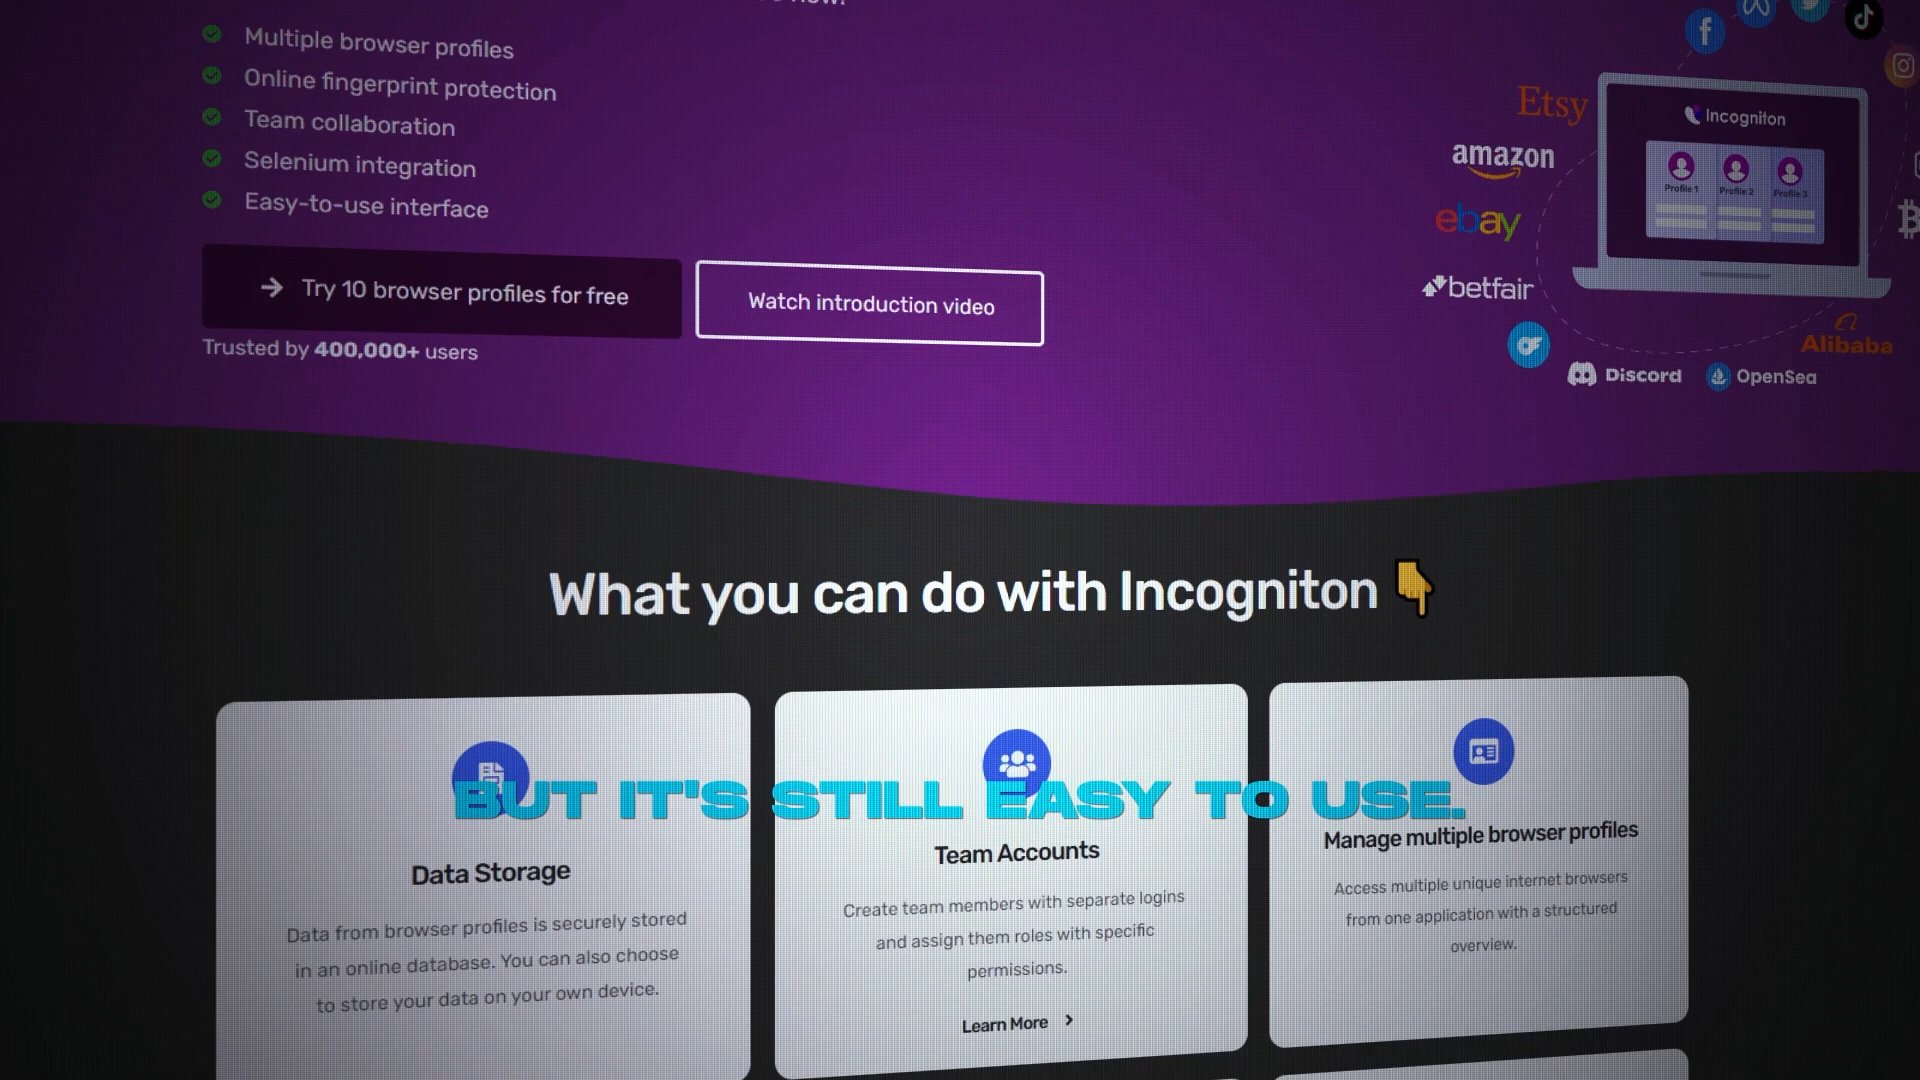 Multiple browser profiles
Online fingerprint protection
Team collaboration
Selenium integration
Easy-to-use interface
Try 10 browser profiles for free
Watch introduction video
Trusted by 400,000+ users
Etsy
amazon
ebay
betfair
Discord
OpenSea
Alibaba
Incogniton
Profile 1
Profile 2
Profile 3
What you can do with Incogniton
BUT IT'S STILL EASY TO USE.
Data Storage
Data from browser profiles is securely stored
in an online database. You can also choose
to store your data on your own device.
Team Accounts
Create team members with separate logins
and assign them roles with specific
permissions.
Learn More
Manage multiple browser profiles
Access multiple unique internet browsers
from one application with a structured
overview.